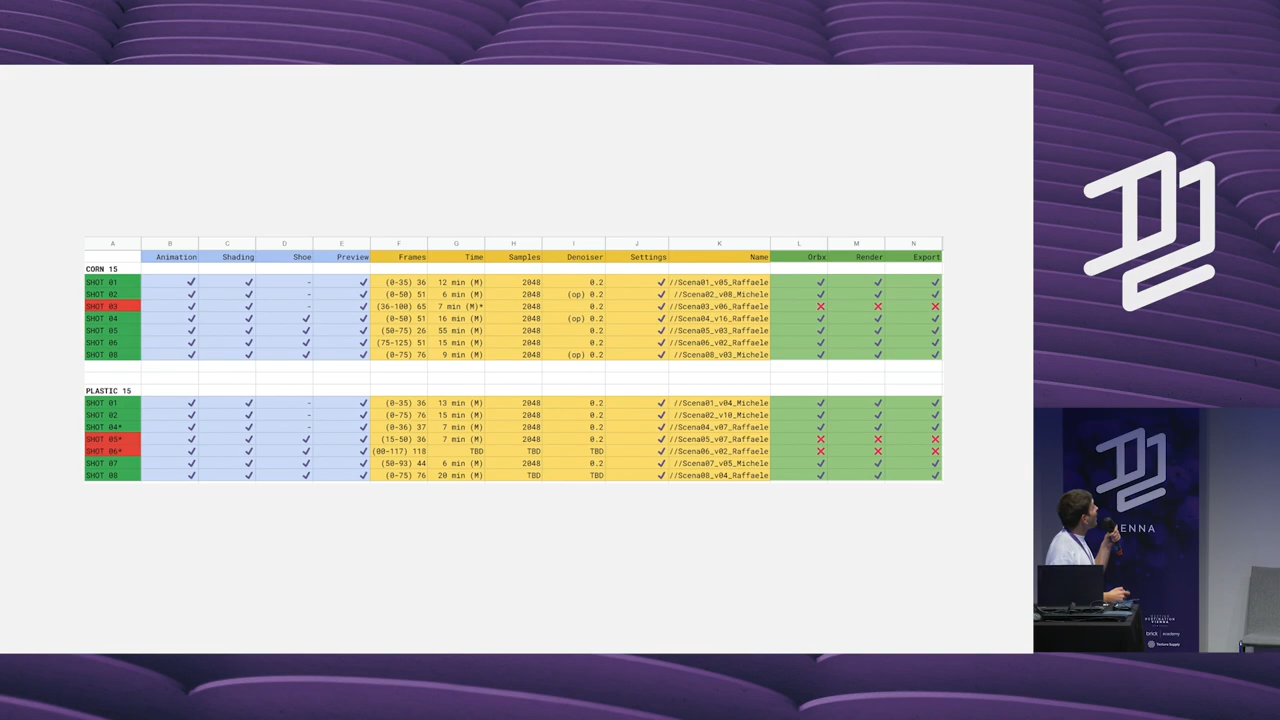 A B C D E F G H I J K L M N
Animation Shading Shoe Preview Frames Time Samples Denoiser Settings Name Orbx Render Export
CORN 15
SHOT 01 ✓ ✓ - ✓ (0-35) 36 12 min (M) 2048 0.2 ✓ //Scena01_v05_Raffaele ✓ ✓ ✓
SHOT 02 ✓ ✓ - ✓ (0-50) 51 6 min (M) 2048 (op) 0.2 ✓ //Scena02_v08_Michele ✓ ✓ ✓
SHOT 03 ✓ ✓ - ✓ (36-100) 65 7 min (M)* 2048 0.2 ✓ //Scena03_v06_Raffaele ✗ ✗ ✗
SHOT 04 ✓ ✓ ✓ ✓ (0-50) 51 16 min (M) 2048 (op) 0.2 ✓ //Scena04_v16_Raffaele ✓ ✓ ✓
SHOT 05 ✓ ✓ ✓ ✓ (50-75) 26 55 min (M) 2048 0.2 ✓ //Scena05_v03_Raffaele ✓ ✓ ✓
SHOT 06 ✓ ✓ ✓ ✓ (75-125) 51 15 min (M) 2048 0.2 ✓ //Scena06_v02_Raffaele ✓ ✓ ✓
SHOT 08 ✓ ✓ ✓ ✓ (0-75) 76 9 min (M) 2048 (op) 0.2 ✓ //Scena08_v03_Michele ✓ ✓ ✓
PLASTIC 15
SHOT 01 ✓ ✓ - ✓ (0-35) 36 13 min (M) 2048 0.2 ✓ //Scena01_v04_Raffaele ✓ ✓ ✓
SHOT 02 ✓ ✓ - ✓ (0-75) 76 15 min (M) 2048 0.2 ✓ //Scena02_v10_Michele ✓ ✓ ✓
SHOT 04* ✓ ✓ - ✓ (0-36) 37 7 min (M) 2048 0.2 ✓ //Scena04_v07_Raffaele ✓ ✓ ✓
SHOT 05* ✓ ✓ ✓ ✓ (15-50) 36 7 min (M) 2048 0.2 ✓ //Scena05_v07_Raffaele ✗ ✗ ✗
SHOT 06* ✓ ✓ ✓ ✓ (00-117) 118 TBD TBD TBD ✓ //Scena06_v02_Raffaele ✗ ✗ ✗
SHOT 07 ✓ ✓ ✓ ✓ (50-93) 44 6 min (M) 2048 0.2 ✓ //Scena07_v05_Michele ✓ ✓ ✓
SHOT 08 ✓ ✓ ✓ ✓ (0-75) 76 20 min (M) TBD TBD ✓ //Scena08_v04_Raffaele ✓ ✓ ✓
ENNA
DESTINATION
VIENNA
academy
Texture Supply